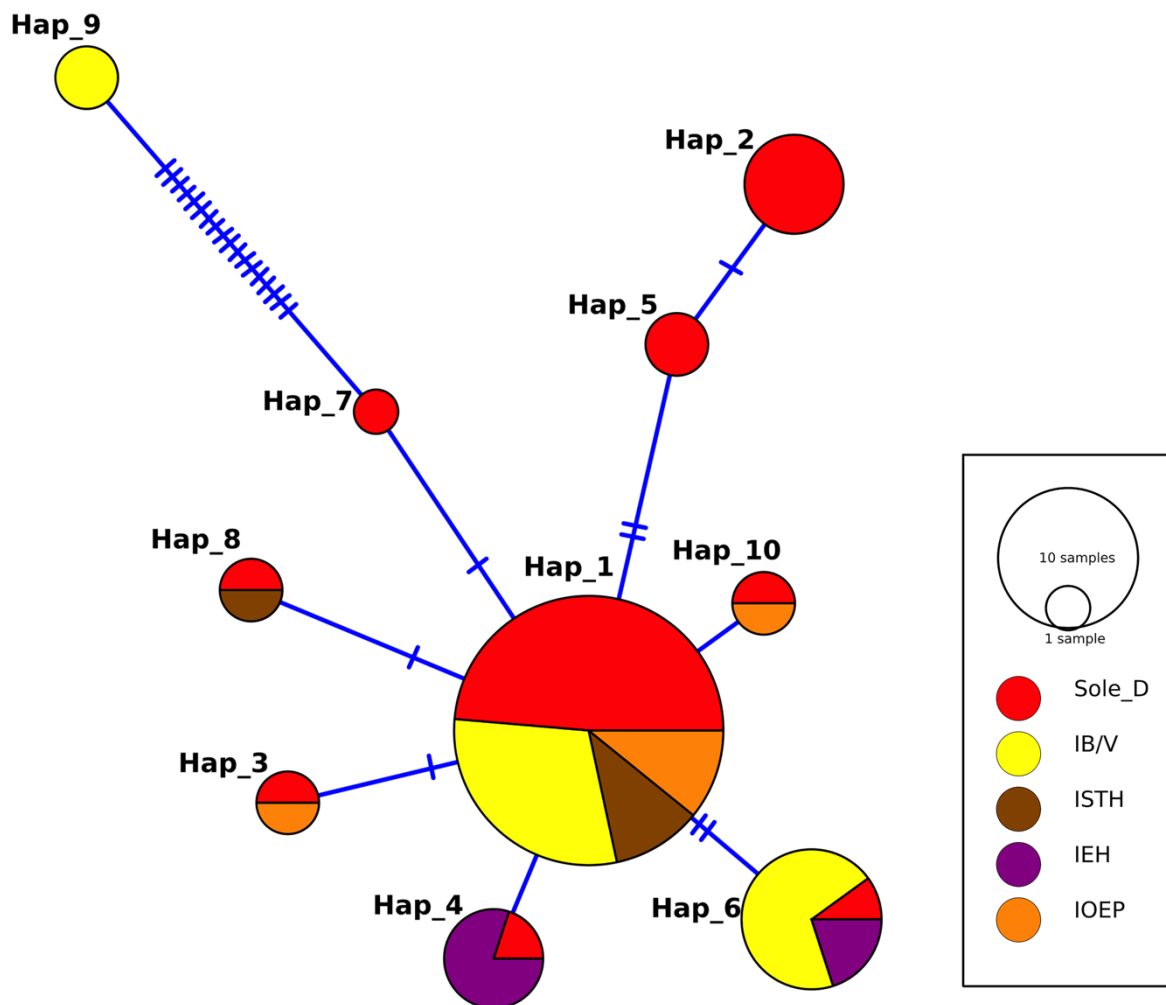 Hap_9
Hap_2
Hap_5
Hap_7
Hap_8
Hap_1
Hap_10
Hap_3
Hap_4
Hap_6
10 samples
1 sample
Sole_D
IB/V
ISTH
IEH
IOEP